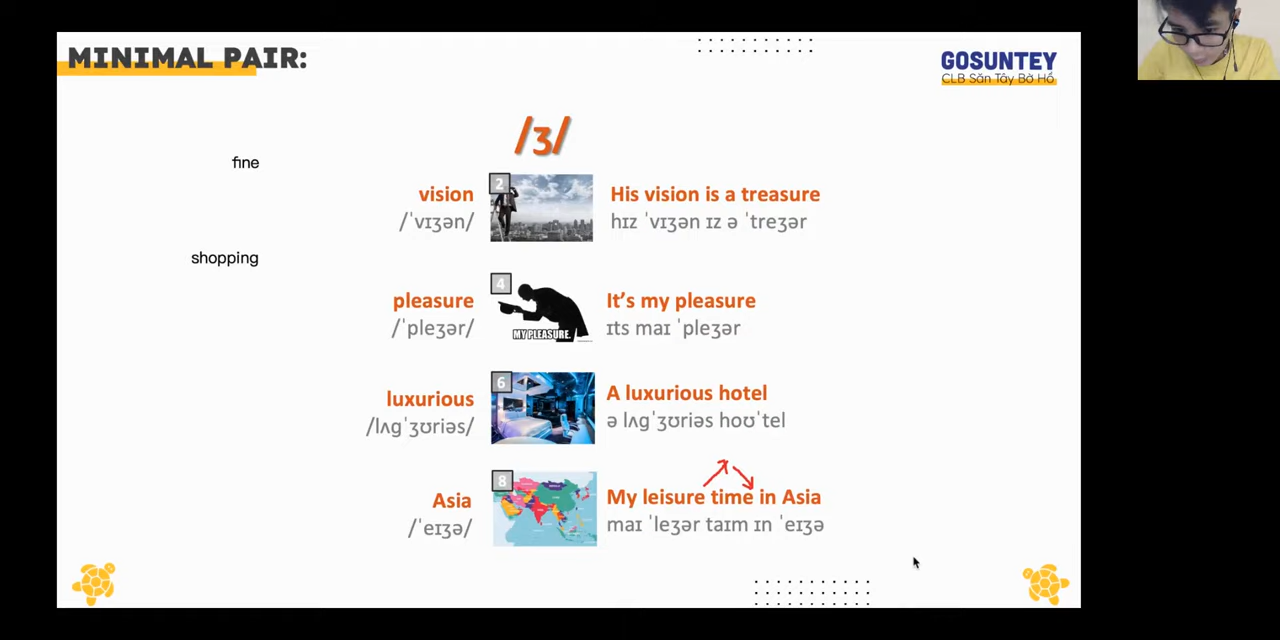 MINIMAL PAIR:
GOSUNTEY
CLB Săn Tây Bờ Hồ
/ʒ/
fine
shopping
vision
/ˈvɪʒən/
2
His vision is a treasure
hɪz ˈvɪʒən ɪz ə ˈtreʒər
pleasure
/ˈpleʒər/
4
MY PLEASURE.
It’s my pleasure
ɪts maɪ ˈpleʒər
luxurious
/lʌgˈʒʊriəs/
6
A luxurious hotel
ə lʌgˈʒʊriəs hoʊˈtel
Asia
/ˈeɪʒə/
8
My leisure time in Asia
maɪ ˈleʒər taɪm ɪn ˈeɪʒə